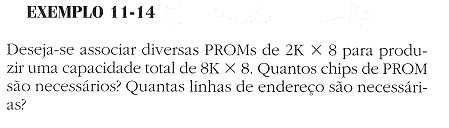 EXEMPLO 11-14
Deseja-se associar diversas PROMs de 2K × 8 para produ-
zir uma capacidade total de 8K × 8. Quantos chips de PROM
são necessários? Quantas linhas de endereço são necessári-
as?